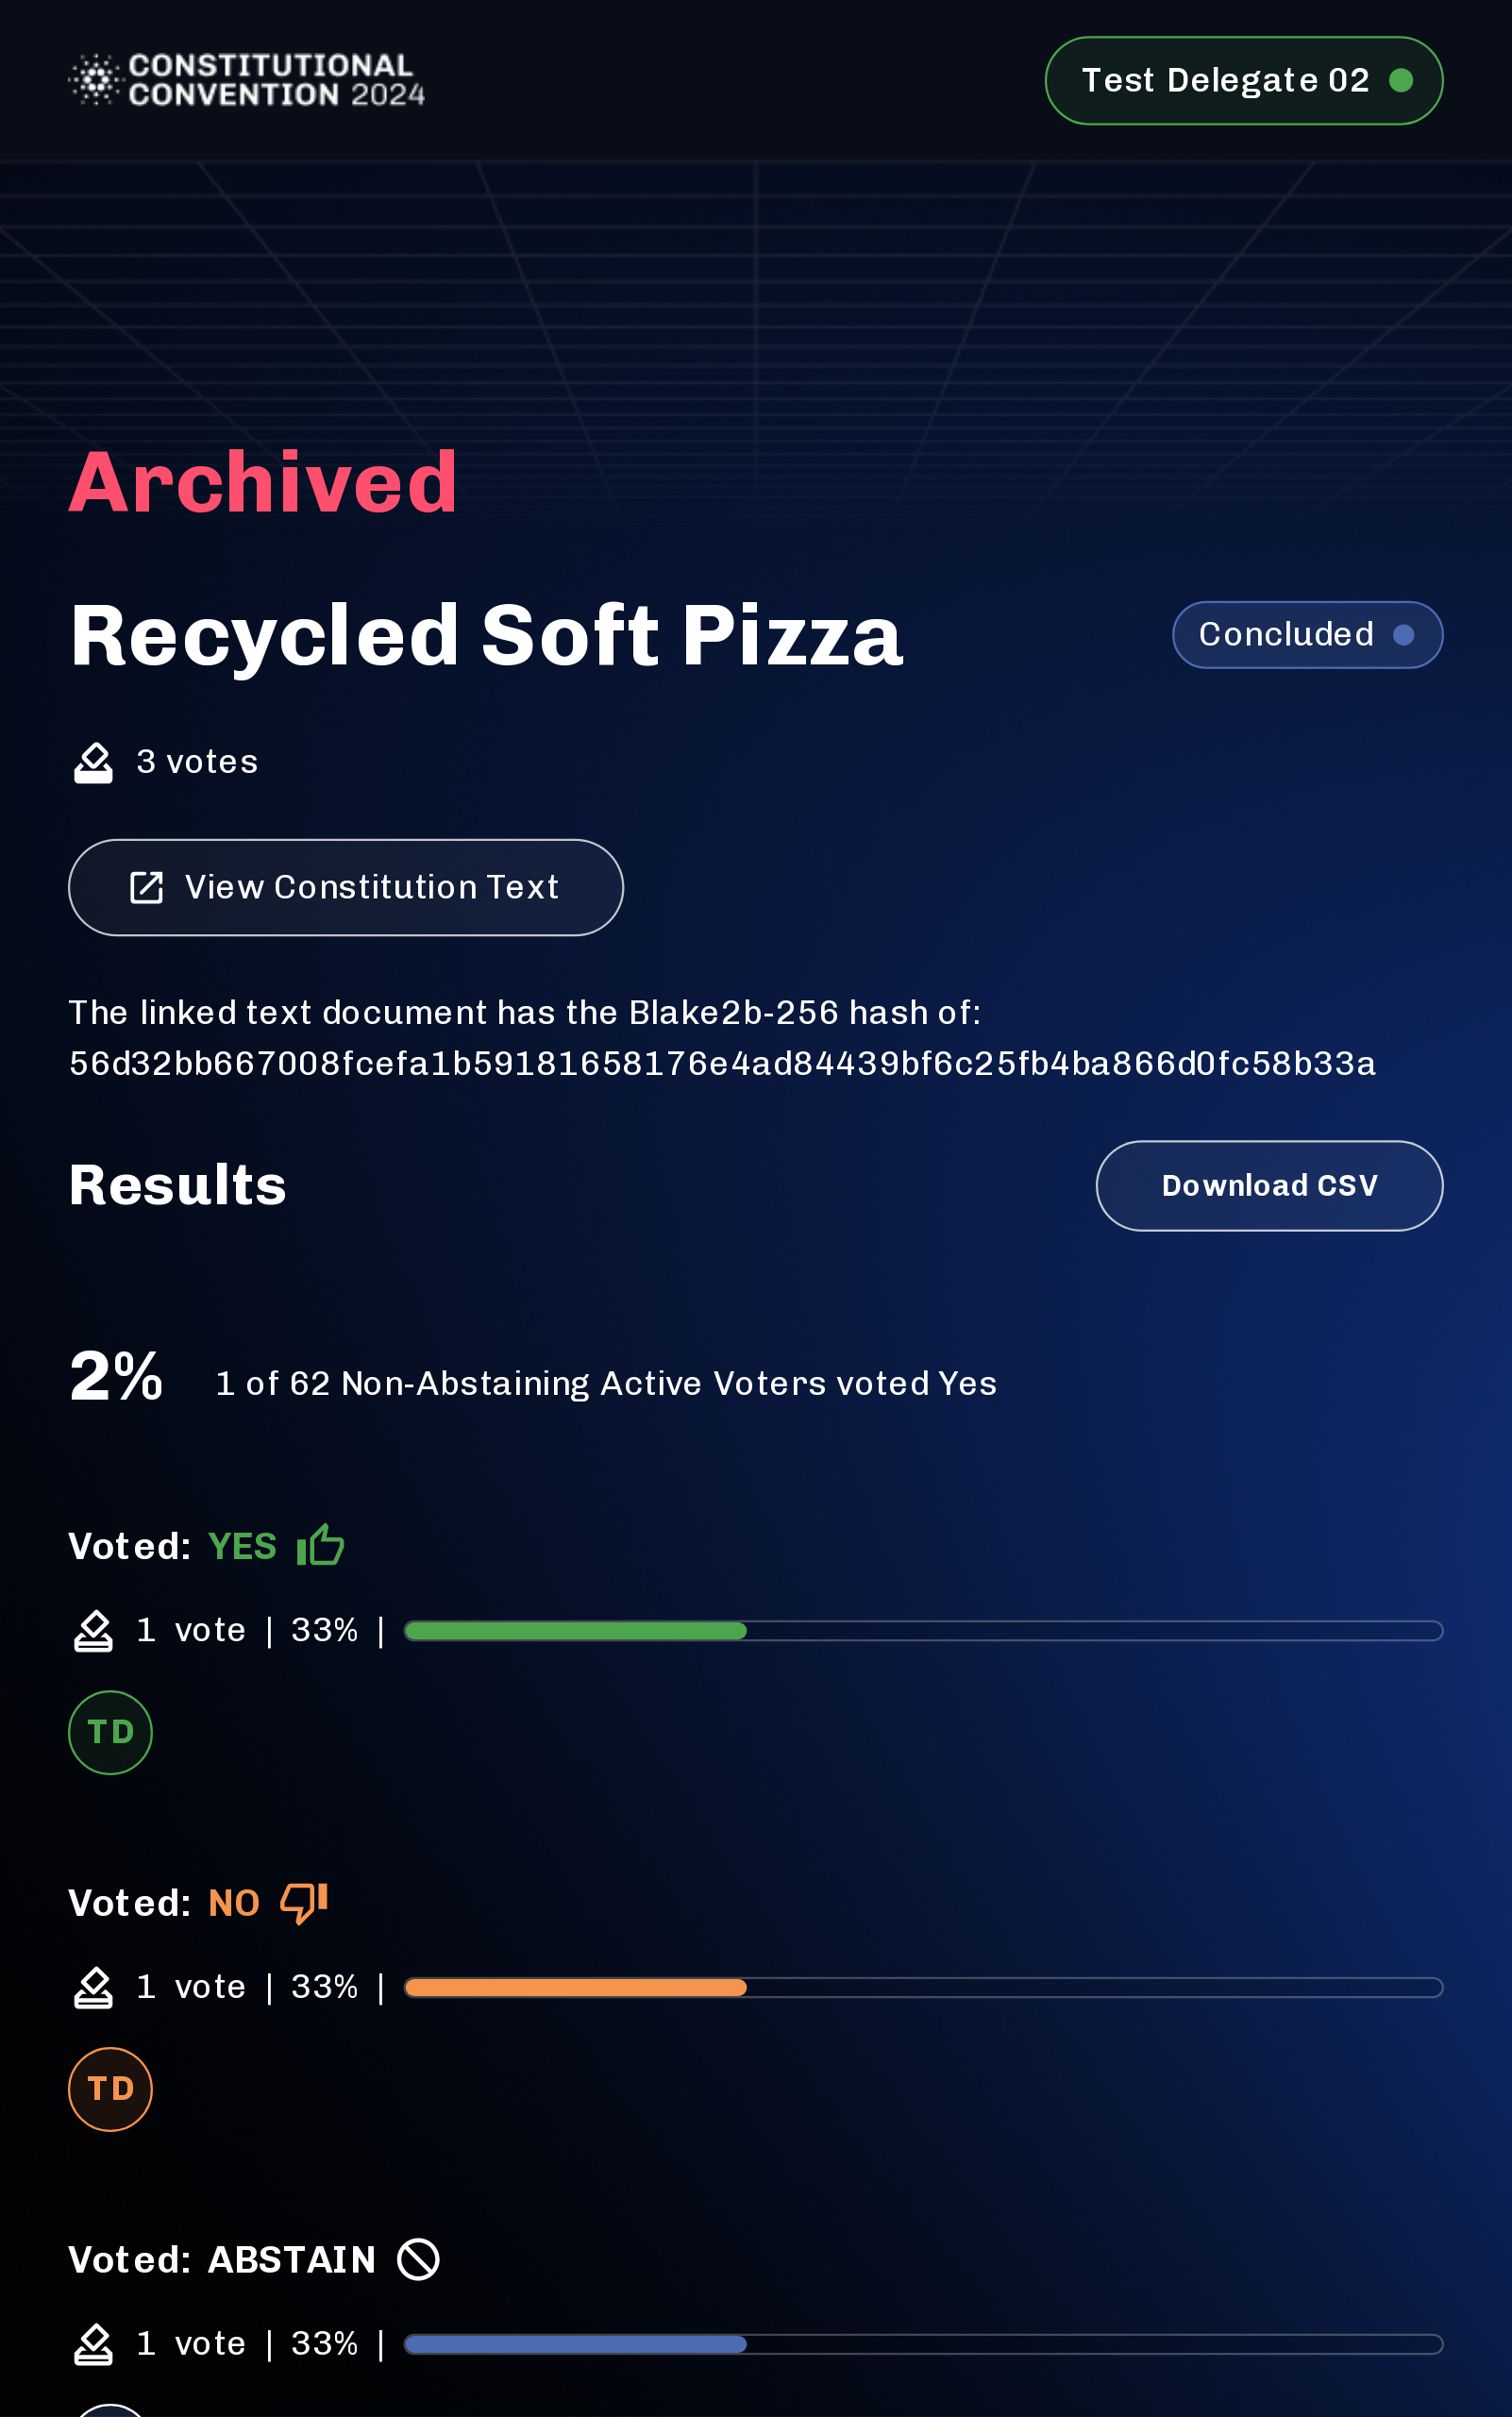 CONSTITUTIONAL
CONVENTION 2024
Test Delegate 02
Archived
Recycled Soft Pizza
Concluded
3 votes
View Constitution Text
The linked text document has the Blake2b-256 hash of:
56d32bb667008fcefa1b59181658176e4ad84439bf6c25fb4ba866d0fc58b33a
Results
Download CSV
2%
1 of 62 Non-Abstaining Active Voters voted Yes
Voted: YES
1 vote | 33% |
TD
Voted: NO
1 vote | 33% |
TD
Voted: ABSTAIN
1 vote | 33% |